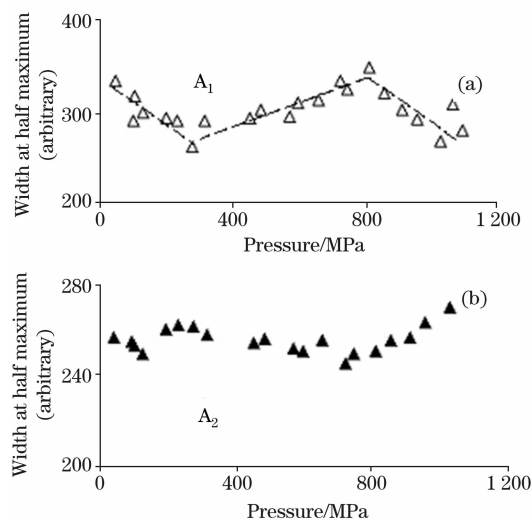 400
A₁
(a)
300
200
0
400
800
1 200
Width at half maximum
(arbitrary)
Pressure/MPa
280
(b)
240
A₂
200
0
400
800
1 200
Width at half maximum
(arbitrary)
Pressure/MPa